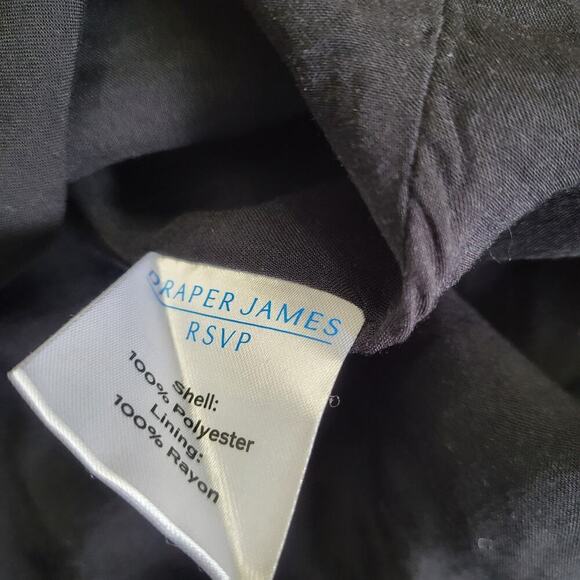 DRAPER JAMES
RSVP
Shell:
100% Polyester
Lining:
100% Rayon